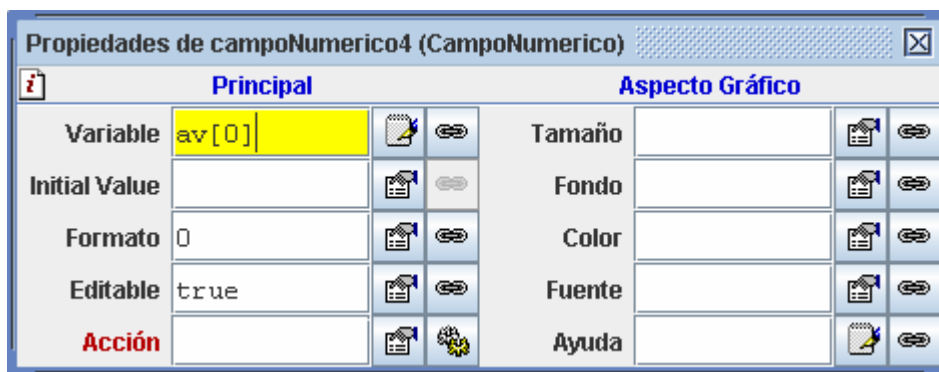 Propiedades de campoNumerico4 (CampoNumerico)
Principal Aspecto Gráfico
Variable av[0] Tamaño
Initial Value Fondo
Formato 0 Color
Editable true Fuente
Acción Ayuda